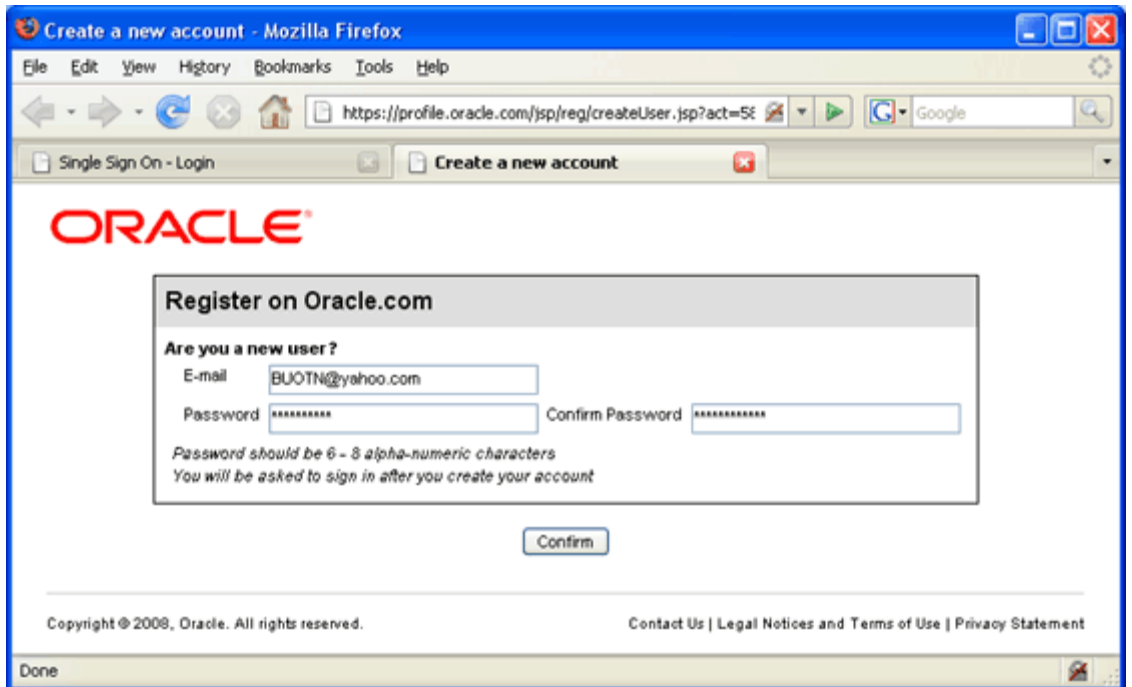 Create a new account - Mozilla Firefox
File Edit View History Bookmarks Tools Help
https://profile.oracle.com/jsp/reg/createUser.jsp?act=58 G Google
Single Sign On - Login Create a new account
ORACLE®
Register on Oracle.com
Are you a new user?
E-mail BUOTN@yahoo.com
Password ********** Confirm Password ************
Password should be 6 - 8 alpha-numeric characters
You will be asked to sign in after you create your account
Confirm
Copyright © 2008, Oracle. All rights reserved. Contact Us | Legal Notices and Terms of Use | Privacy Statement
Done